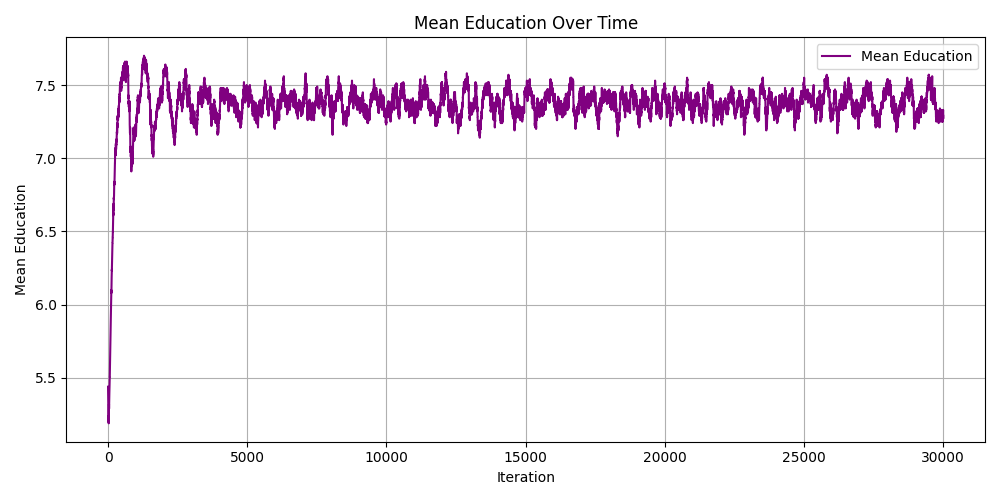 Mean Education Over Time
Mean Education
7.5
7.0
6.5
6.0
5.5
Mean Education
0 5000 10000 15000 20000 25000 30000
Iteration